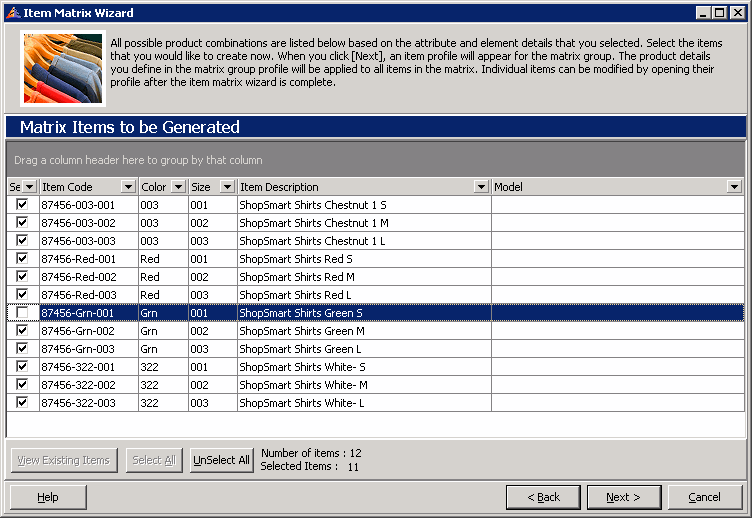 Item Matrix Wizard
All possible product combinations are listed below based on the attribute and element details that you selected. Select the items
that you would like to create now. When you click [Next], an item profile will appear for the matrix group. The product details
you define in the matrix group profile will be applied to all items in the matrix. Individual items can be modified by opening their
profile after the item matrix wizard is complete.
Matrix Items to be Generated
Drag a column header here to group by that column
Se Item Code Color Size Item Description Model
87456-003-001 003 001 ShopSmart Shirts Chestnut 1 S
87456-003-002 003 002 ShopSmart Shirts Chestnut 1 M
87456-003-003 003 003 ShopSmart Shirts Chestnut 1 L
87456-Red-001 Red 001 ShopSmart Shirts Red S
87456-Red-002 Red 002 ShopSmart Shirts Red M
87456-Red-003 Red 003 ShopSmart Shirts Red L
87456-Grn-001 Grn 001 ShopSmart Shirts Green S
87456-Grn-002 Grn 002 ShopSmart Shirts Green M
87456-Grn-003 Grn 003 ShopSmart Shirts Green L
87456-322-001 322 001 ShopSmart Shirts White- S
87456-322-002 322 002 ShopSmart Shirts White- M
87456-322-003 322 003 ShopSmart Shirts White- L
View Existing Items Select All UnSelect All Number of items : 12
Selected Items : 11
Help < Back Next > Cancel